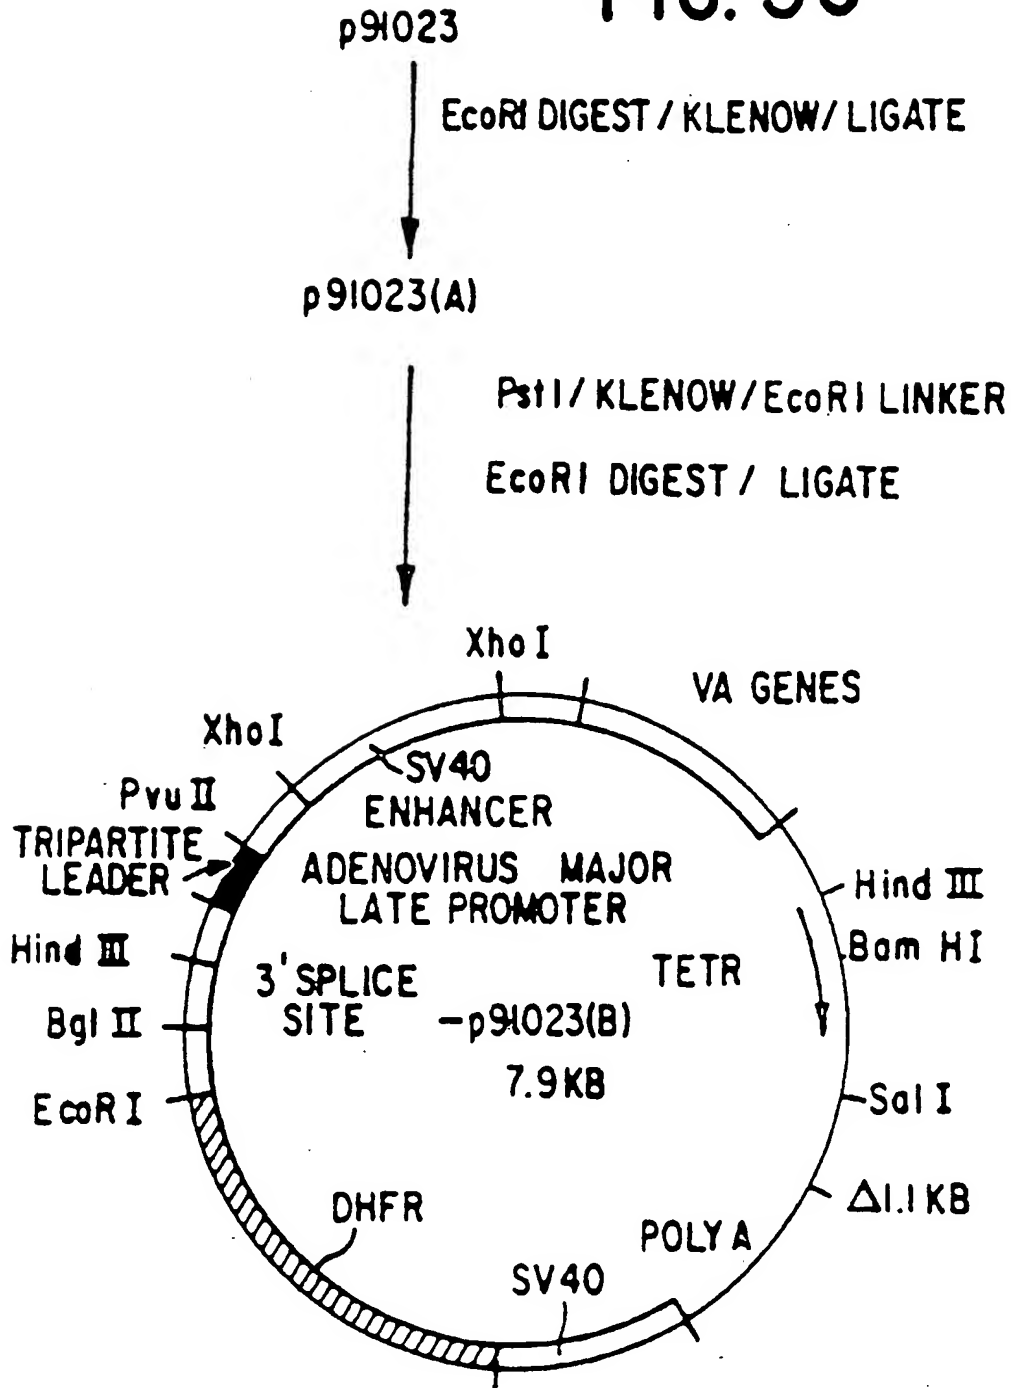 p91023
EcoRI DIGEST / KLENOW / LIGATE
p91023(A)
PstI / KLENOW / EcoRI LINKER
EcoRI DIGEST / LIGATE
XhoI
VA GENES
XhoI
SV40
ENHANCER
PvuII
TRIPARTITE
LEADER
ADENOVIRUS MAJOR
LATE PROMOTER
Hind III
Bam HI
TETR
Hind III
3' SPLICE
SITE
-p91023(B)
7.9 KB
Bgl II
EcoRI
Sal I
Δ1.1 KB
DHFR
POLY A
SV40